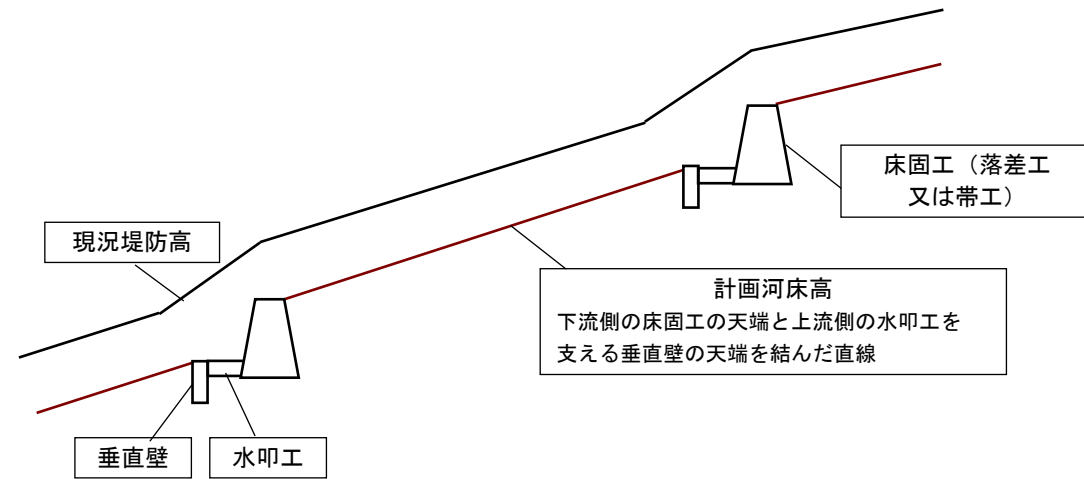 床固工（落差工
又は帯工）
現況堤防高
計画河床高
下流側の床固工の天端と上流側の水叩工を
支える垂直壁の天端を結んだ直線
垂直壁
水叩工